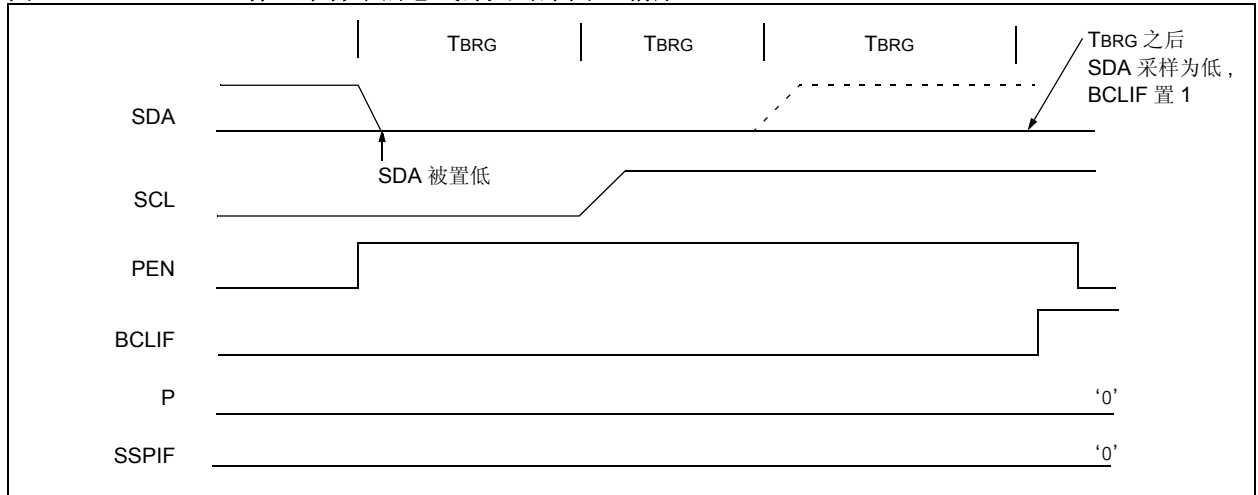 TBRG TBRG TBRG
TBRG 之后
SDA 采样为低，
BCLIF 置 1
SDA
SDA 被置低
SCL
PEN
BCLIF
P
‘0’
SSPIF
‘0’